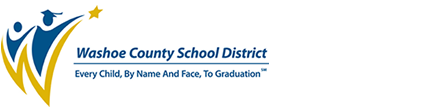 Washoe County School District
Every Child, By Name And Face, To Graduation℠